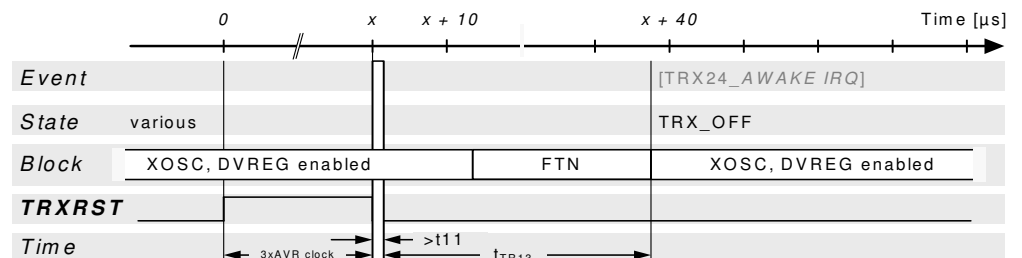 0 x x + 10 x + 40 Time [µs]
Event [TRX24_AWAKE IRQ]
State various TRX_OFF
Block XOSC, DVREG enabled FTN XOSC, DVREG enabled
TRXRST
Time 3xAVR clock >t11 tTR13